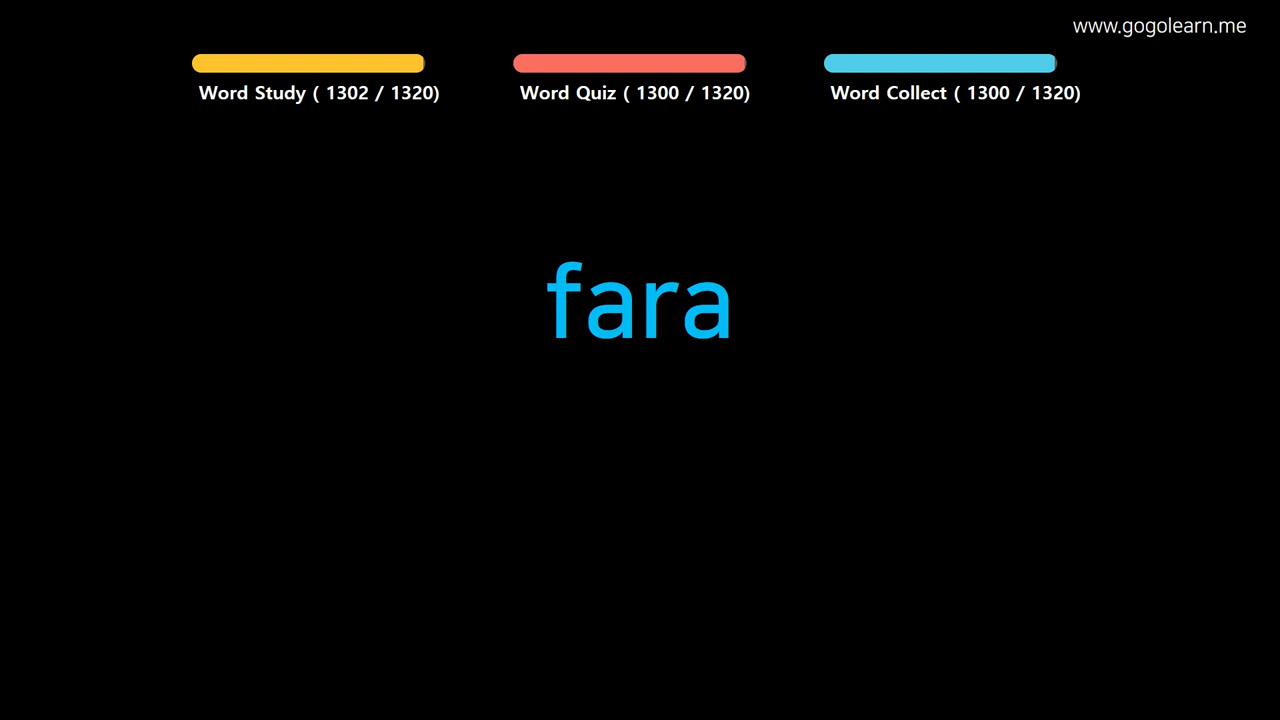 www.gogolearn.me
Word Study ( 1302 / 1320)
Word Quiz ( 1300 / 1320)
Word Collect ( 1300 / 1320)
fara